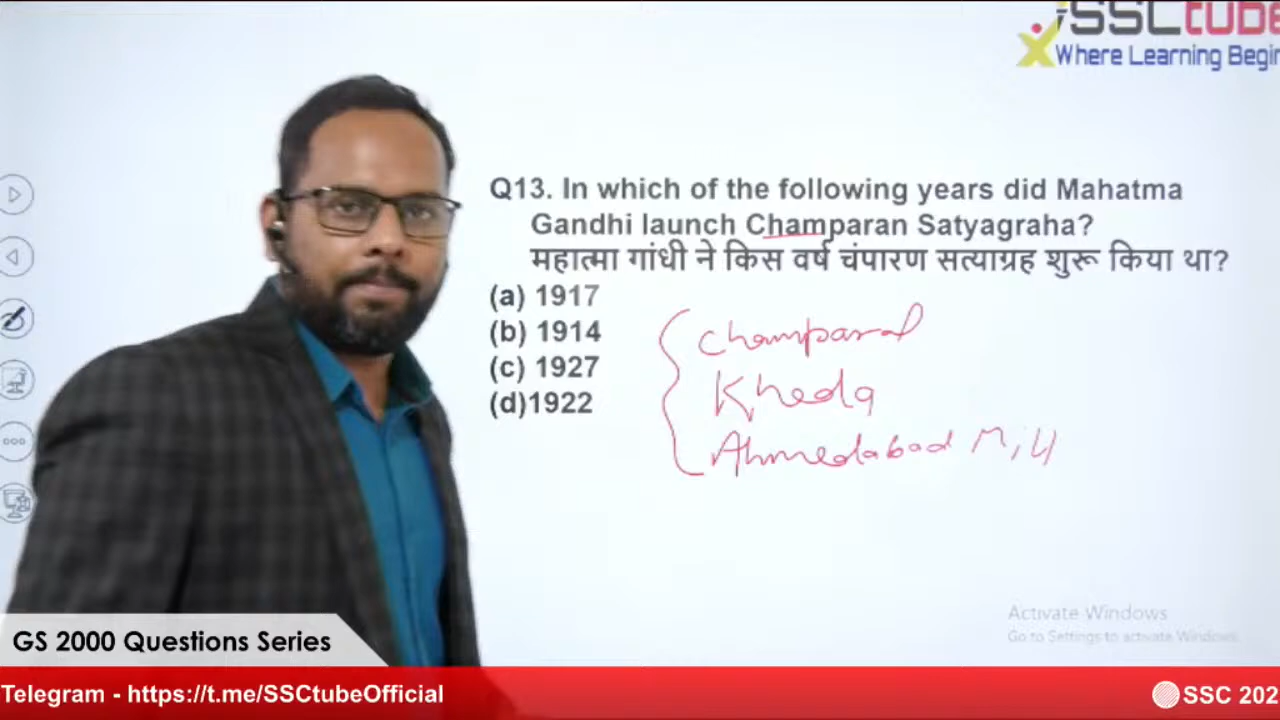 SSCtube
Where Learning Begin
Q13. In which of the following years did Mahatma
Gandhi launch Champaran Satyagraha?
महात्मा गांधी ने किस वर्ष चंपारण सत्याग्रह शुरू किया था?
(a) 1917
(b) 1914
(c) 1927
(d)1922
Champaran
Kheda
Ahmedabad Mill
Activate Windows
Go to Settings to activate Windows.
GS 2000 Questions Series
Telegram - https://t.me/SSCtubeOfficial
SSC 202